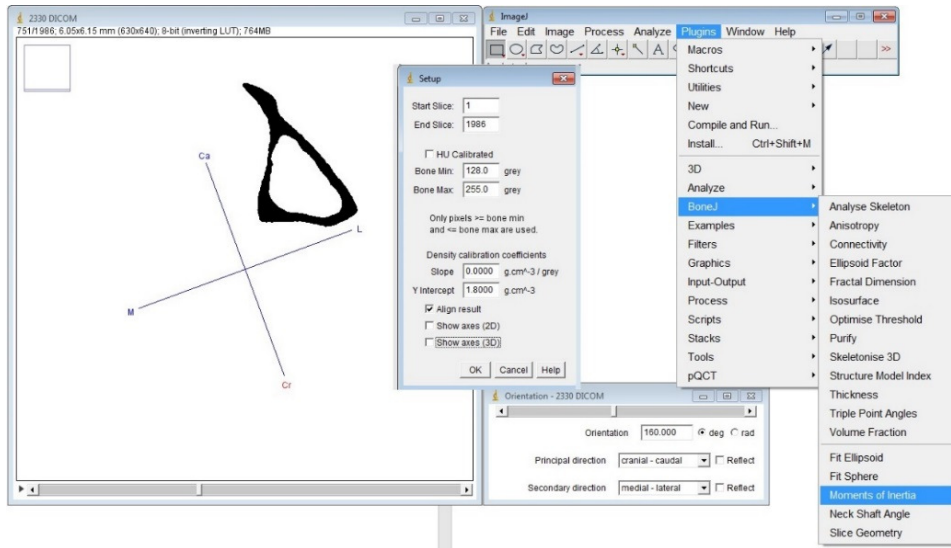 2330 DICOM
751/1986; 6.05x6.15 mm (630x640); 8-bit (inverting LUT); 764MB
Ca
L
M
Cr
Setup
Start Slice: 1
End Slice: 1986
HU Calibrated
Bone Min: 128.0 grey
Bone Max: 255.0 grey
Only pixels >= bone min
and <= bone max are used.
Density calibration coefficients
Slope 0.0000 g.cm^-3 / grey
Y Intercept 1.8000 g.cm^-3
Align result
Show axes (2D)
Show axes (3D)
OK Cancel Help
ImageJ
File Edit Image Process Analyze Plugins Window Help
A >>
Macros
Shortcuts
Utilities
New
Compile and Run...
Install... Ctrl+Shift+M
3D
Analyze
BoneJ
Examples
Filters
Graphics
Input-Output
Process
Scripts
Stacks
Tools
pQCT
Analyse Skeleton
Anisotropy
Connectivity
Ellipsoid Factor
Fractal Dimension
Isosurface
Optimise Threshold
Purify
Skeletonise 3D
Structure Model Index
Thickness
Triple Point Angles
Volume Fraction
Fit Ellipsoid
Fit Sphere
Moments of Inertia
Neck Shaft Angle
Slice Geometry
Orientation - 2330 DICOM
Orientation 160.000 deg rad
Principal direction cranial - caudal Reflect
Secondary direction medial - lateral Reflect